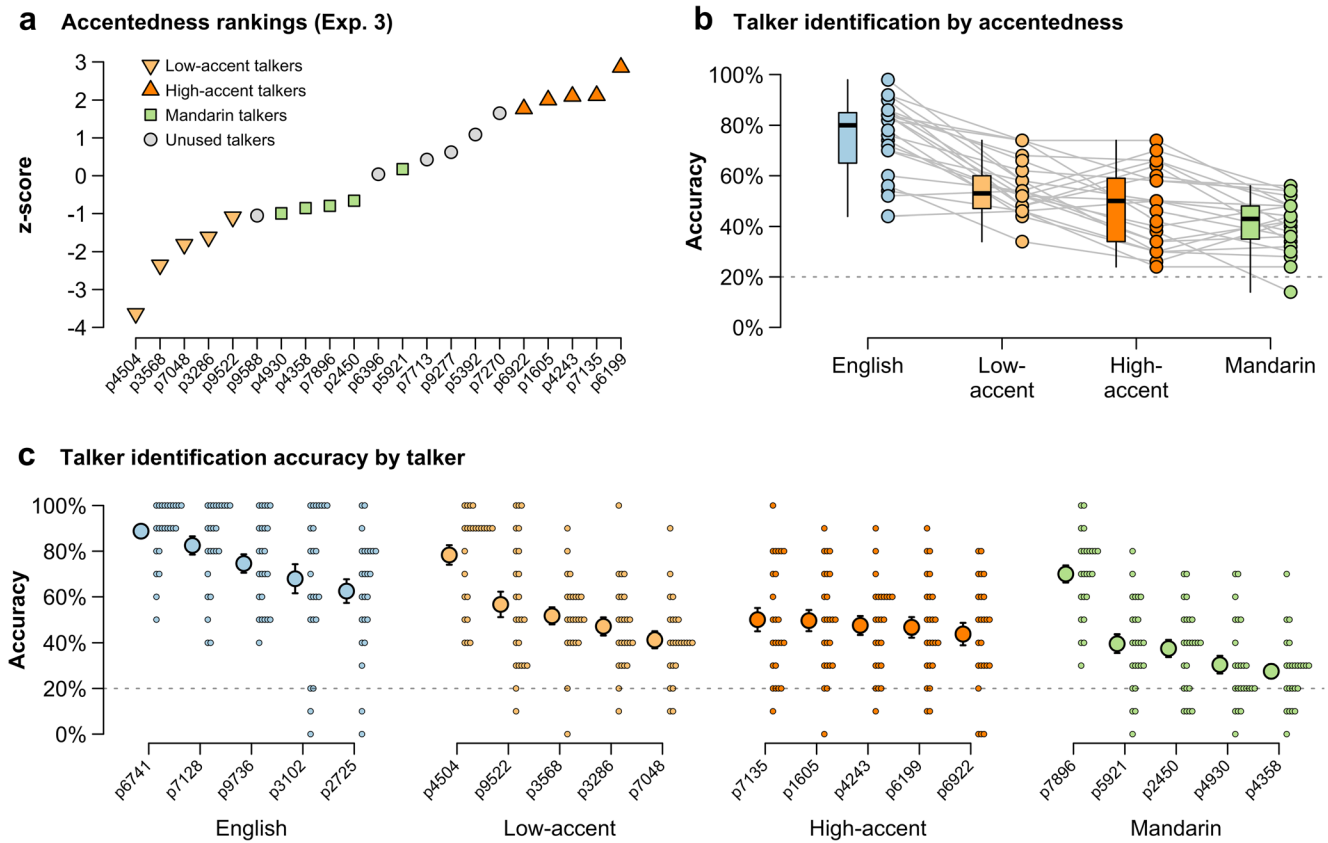 a Accentedness rankings (Exp. 3)
3
2
1
0
-1
-2
-3
-4
z-score
Low-accent talkers
High-accent talkers
Mandarin talkers
Unused talkers
p4504
p3568
p7048
p3286
p9522
p9588
p4930
p4358
p7896
p2450
p6396
p5921
p7713
p9277
p5392
p7270
p6922
p1605
p4243
p7135
p6199
b Talker identification by accentedness
100%
80%
60%
40%
20%
0%
Accuracy
English
Low-
accent
High-
accent
Mandarin
c Talker identification accuracy by talker
100%
80%
60%
40%
20%
0%
Accuracy
p6741
p7128
p9736
p3102
p2725
p4504
p9522
p3568
p3286
p7048
p7135
p1605
p4243
p6199
p6922
p7896
p5921
p2450
p4930
p4358
English
Low-accent
High-accent
Mandarin